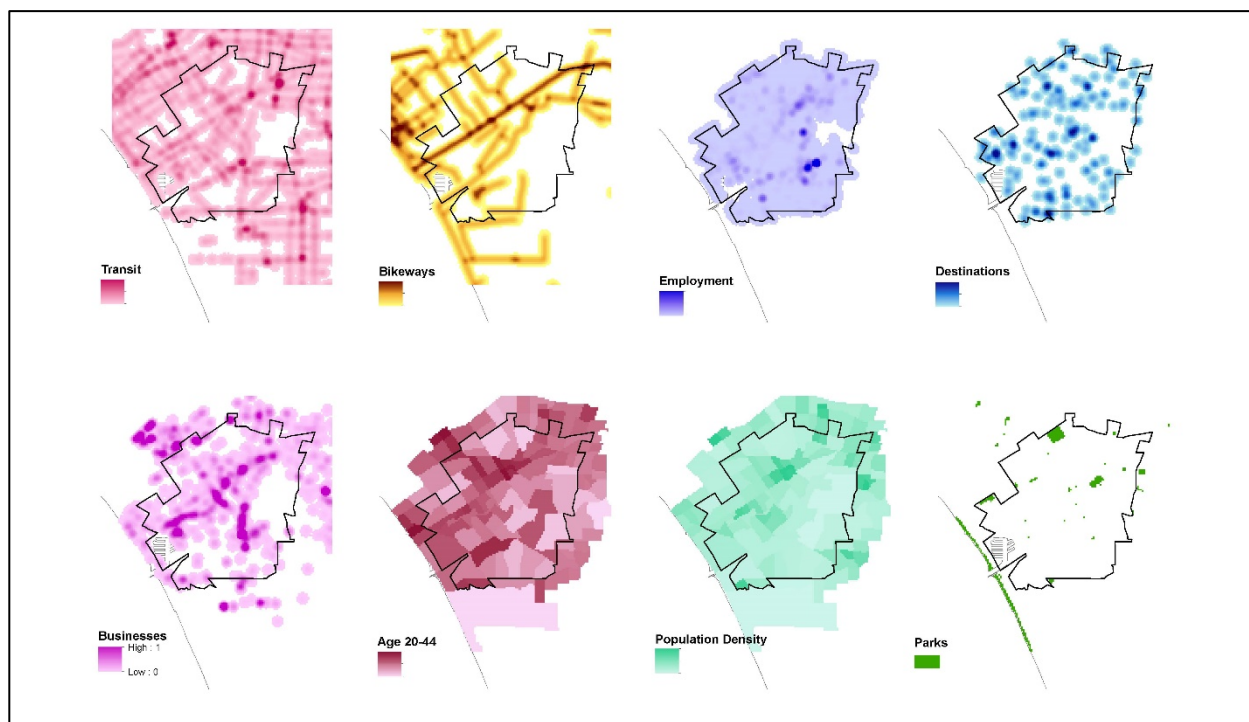 Transit
Bikeways
Employment
Destinations
Businesses
High : 1
Low : 0
Age 20-44
Population Density
Parks